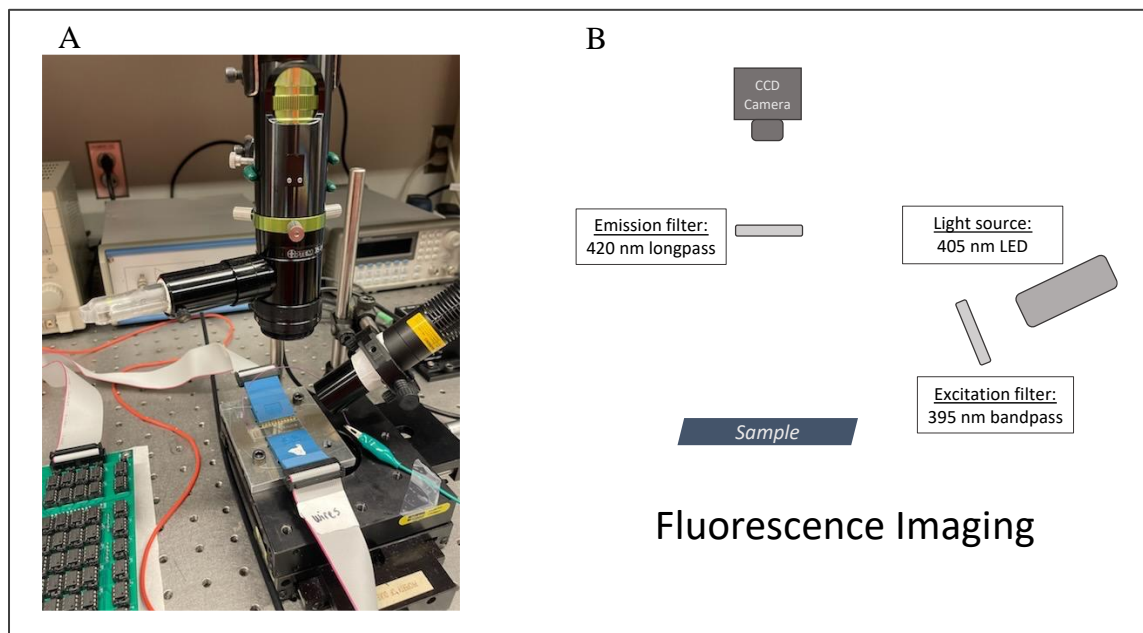 A
B
CCD
Camera
Emission filter:
420 nm longpass
Light source:
405 nm LED
Excitation filter:
395 nm bandpass
Sample
Fluorescence Imaging
wires